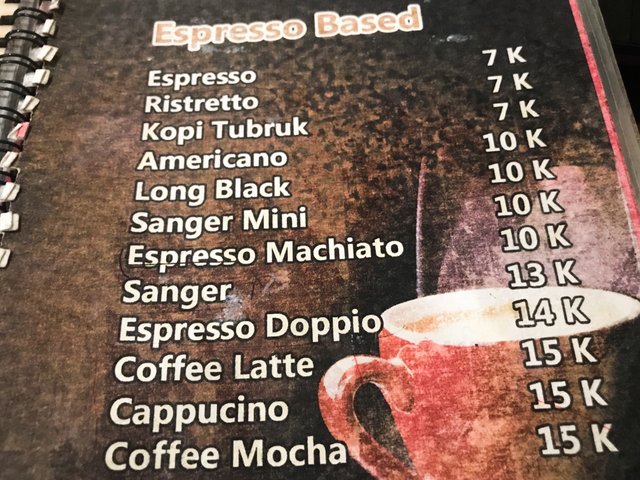 Espresso Based
Espresso 7 K
Ristretto 7 K
Kopi Tubruk 7 K
Americano 10 K
Long Black 10 K
Sanger Mini 10 K
Espresso Machiato 10 K
Sanger 13 K
Espresso Doppio 14 K
Coffee Latte 15 K
Cappucino 15 K
Coffee Mocha 15 K